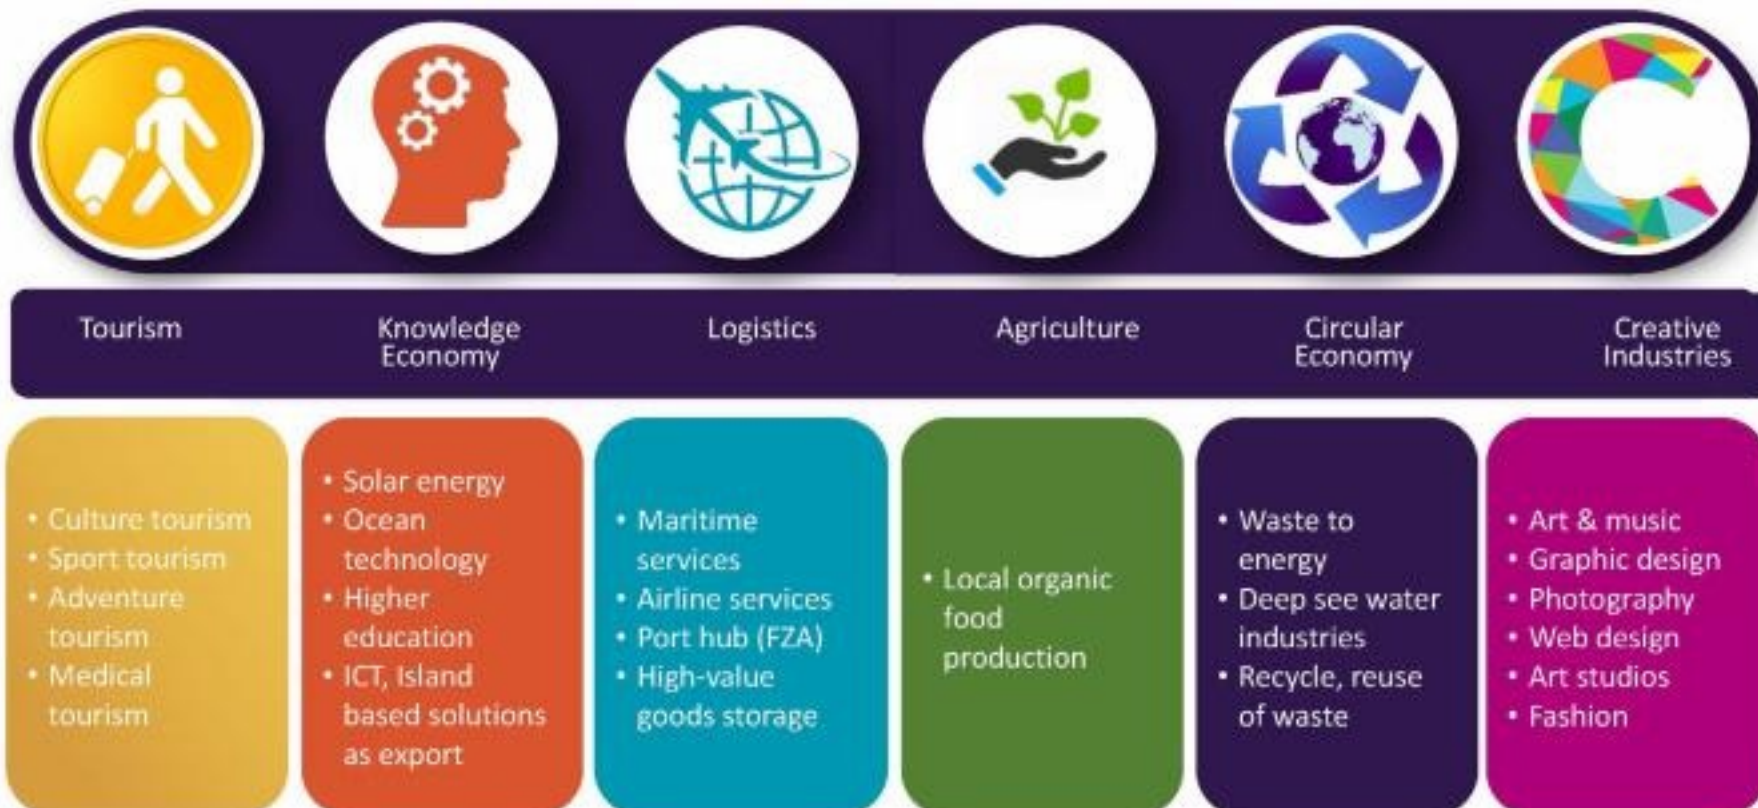 Tourism
Knowledge
Economy
Logistics
Agriculture
Circular
Economy
Creative
Industries
• Culture tourism
• Sport tourism
• Adventure
tourism
• Medical
tourism
• Solar energy
• Ocean
technology
• Higher
education
• ICT, Island
based solutions
as export
• Maritime
services
• Airline services
• Port hub (FZA)
• High-value
goods storage
• Local organic
food
production
• Waste to
energy
• Deep see water
industries
• Recycle, reuse
of waste
• Art & music
• Graphic design
• Photography
• Web design
• Art studios
• Fashion